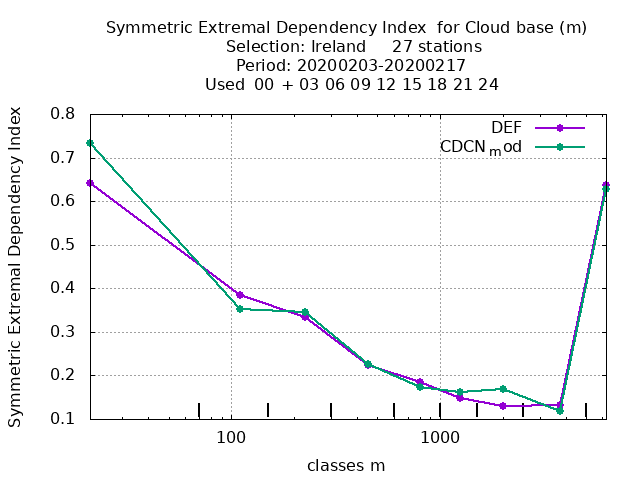 Symmetric Extremal Dependency Index  for Cloud base (m)
Selection: Ireland     27 stations
Period: 20200203-20200217
Used  00 + 03 06 09 12 15 18 21 24
Symmetric Extremal Dependency Index
0.8
0.7
0.6
0.5
0.4
0.3
0.2
0.1
DEF
CDCNmod
100
1000
classes m